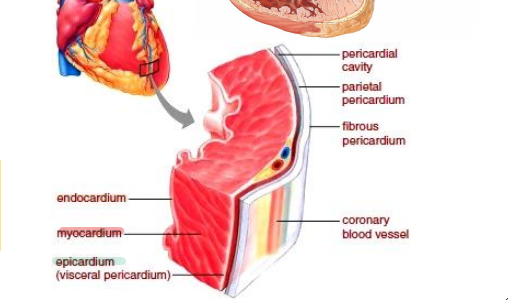 pericardial
cavity
parietal
pericardium
fibrous
pericardium
endocardium
myocardium
epicardium
(visceral pericardium)
coronary
blood vessel